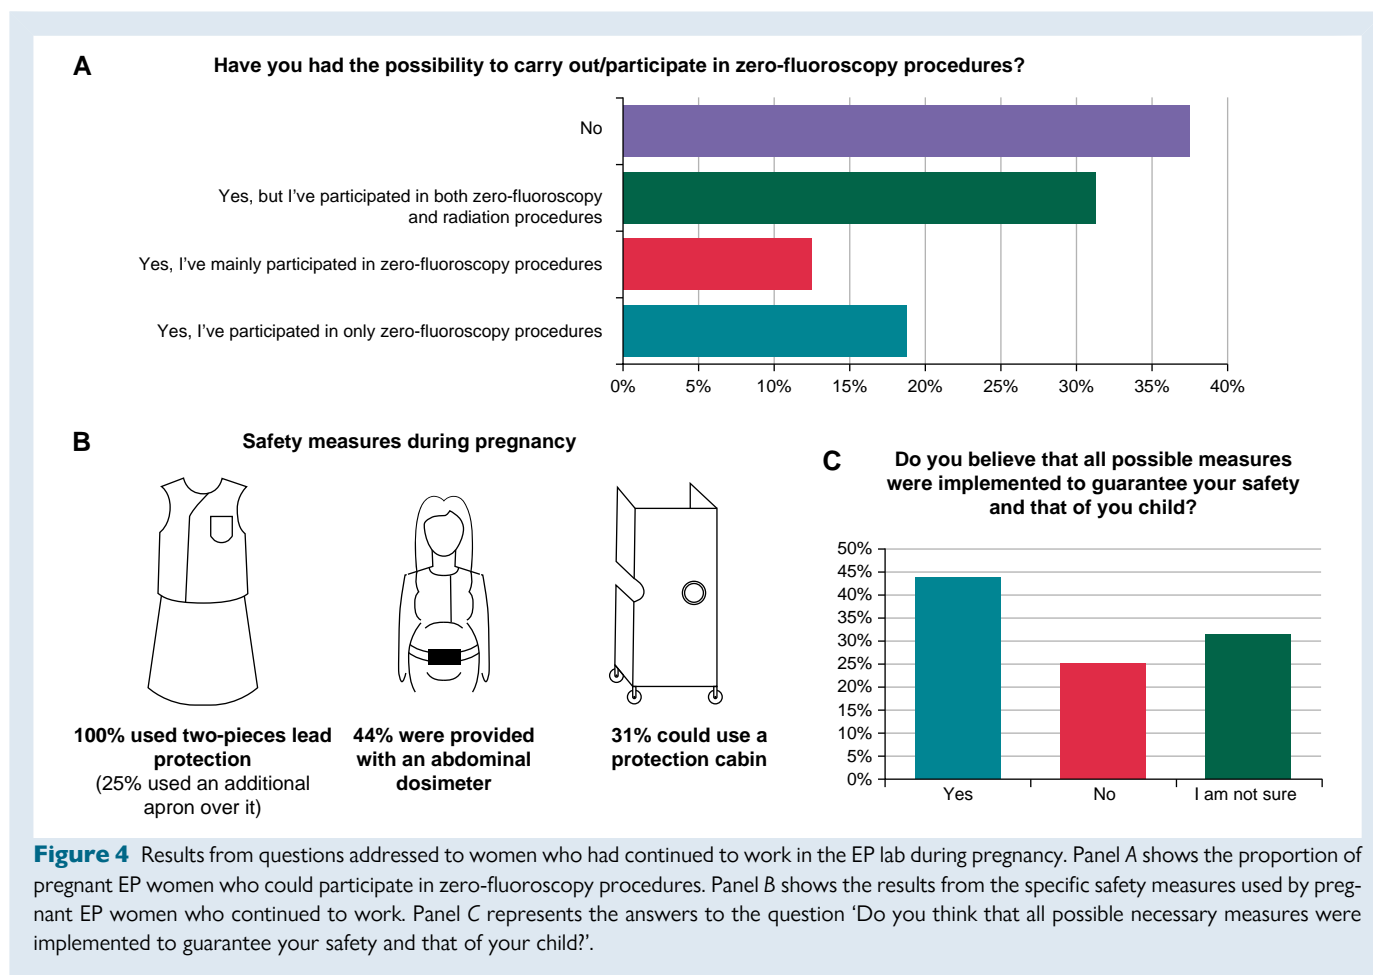 A
Have you had the possibility to carry out/participate in zero-fluoroscopy procedures?
No
Yes, but I've participated in both zero-fluoroscopy
and radiation procedures
Yes, I've mainly participated in zero-fluoroscopy procedures
Yes, I've participated in only zero-fluoroscopy procedures
0% 5% 10% 15% 20% 25% 30% 35% 40%
B
Safety measures during pregnancy
100% used two-pieces lead
protection
(25% used an additional
apron over it)
44% were provided
with an abdominal
dosimeter
31% could use a
protection cabin
C
Do you believe that all possible measures
were implemented to guarantee your safety
and that of you child?
50%
45%
40%
35%
30%
25%
20%
15%
10%
5%
0%
Yes No I am not sure
Figure 4 Results from questions addressed to women who had continued to work in the EP lab during pregnancy. Panel A shows the proportion of
pregnant EP women who could participate in zero-fluoroscopy procedures. Panel B shows the results from the specific safety measures used by preg-
nant EP women who continued to work. Panel C represents the answers to the question 'Do you think that all possible necessary measures were
implemented to guarantee your safety and that of your child?'.